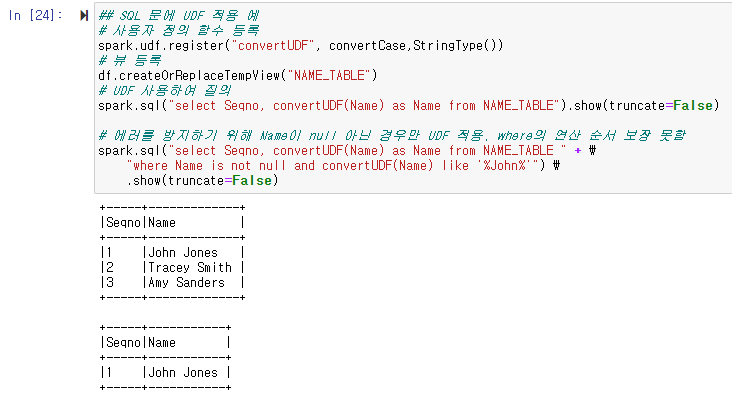 In [24]:
## SQL 문에 UDF 적용 예
# 사용자 정의 함수 등록
spark.udf.register("convertUDF", convertCase,StringType())
# 뷰 등록
df.createOrReplaceTempView("NAME_TABLE")
# UDF 사용하여 질의
spark.sql("select Seqno, convertUDF(Name) as Name from NAME_TABLE").show(truncate=False)
# 에러를 방지하기 위해 Name이 null 아닌 경우만 UDF 적용. where의 연산 순서 보장 못함
spark.sql("select Seqno, convertUDF(Name) as Name from NAME_TABLE " + ₩
"where Name is not null and convertUDF(Name) like '%John%'") ₩
.show(truncate=False)
+-----+-------------+
|Seqno|Name         |
+-----+-------------+
|1    |John Jones   |
|2    |Tracey Smith |
|3    |Amy Sanders  |
+-----+-------------+
+-----+-----------+
|Seqno|Name       |
+-----+-----------+
|1    |John Jones |
+-----+-----------+